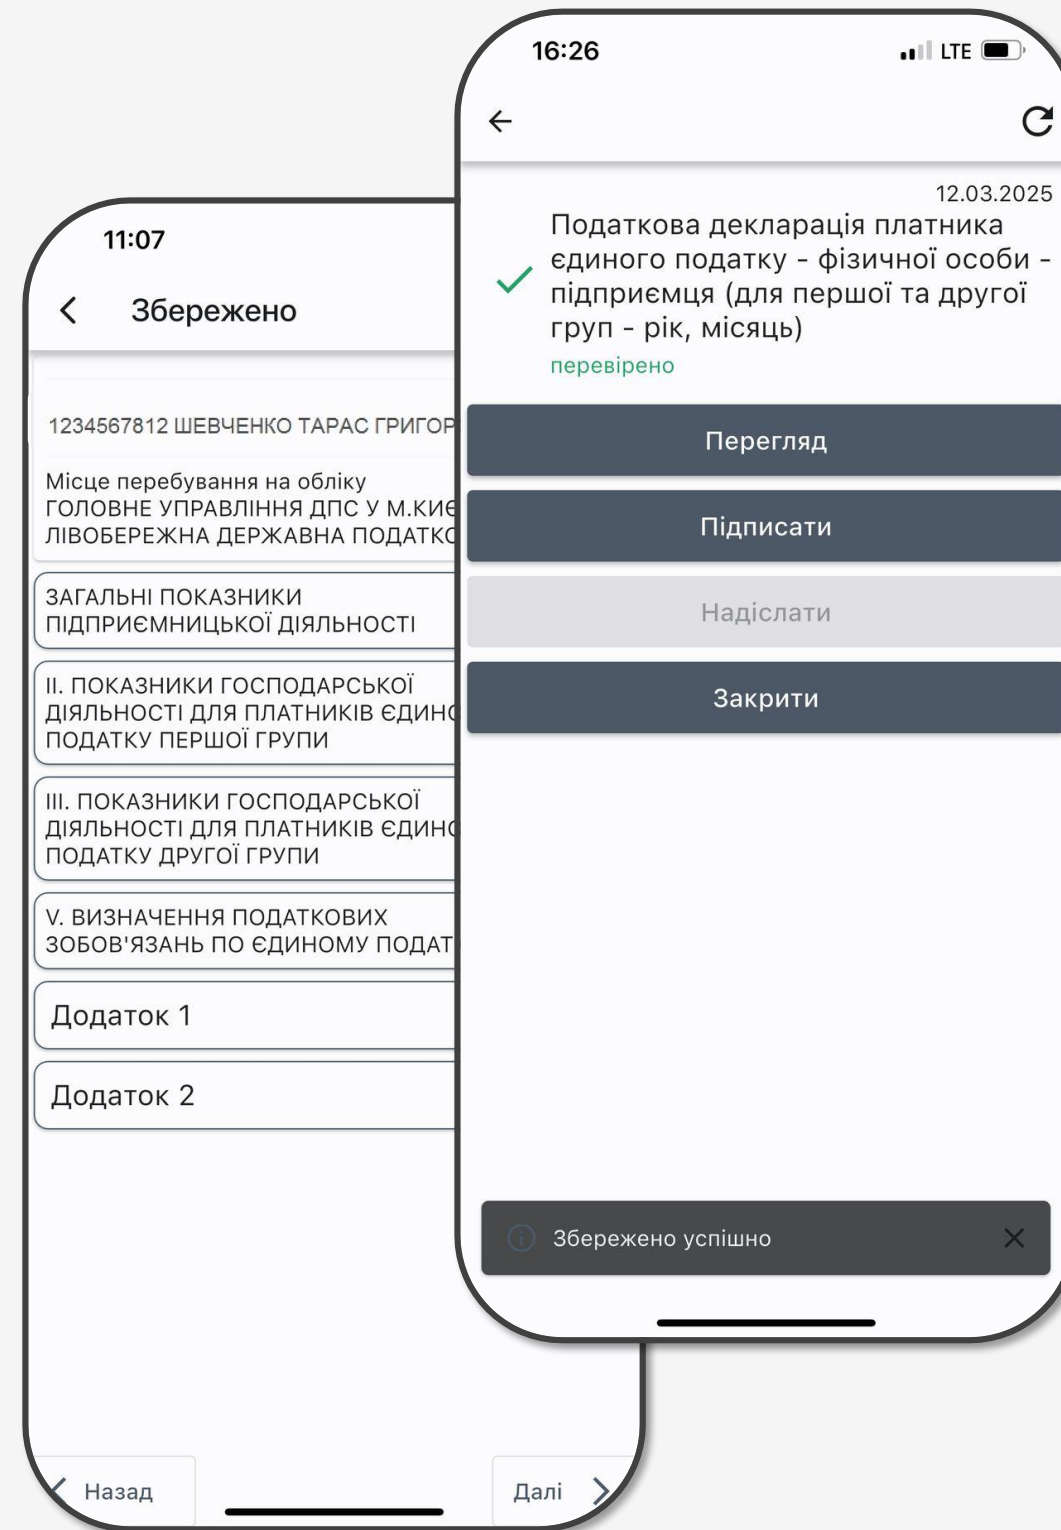 11:07
Збережено
1234567812 ШЕВЧЕНКО ТАРАС
Місце перебування на обліку
ГОЛОВНЕ УПРАВЛІННЯ ДПС У
ЛІВОБЕРЕЖНА ДЕРЖАВНА
ЗАГАЛЬНІ ПОКАЗНИКИ
ПІДПРИЄМНИЦЬКОЇ ДІЯЛЬНОСТІ
II. ПОКАЗНИКИ ГОСПОДАРСЬКОЇ
ДІЯЛЬНОСТІ ДЛЯ ПЛАТНИКІВ
ПОДАТКУ ПЕРШОЇ ГРУПИ
III. ПОКАЗНИКИ ГОСПОДАРСЬКОЇ
ДІЯЛЬНОСТІ ДЛЯ ПЛАТНИКІВ
ПОДАТКУ ДРУГОЇ ГРУПИ
V. ВИЗНАЧЕННЯ ПОДАТКОВИХ
ЗОБОВ'ЯЗАНЬ ПО ЄДИНОМУ
Додаток 1
Додаток 2
Назад
Далі
16:26
LTE
12.03.2025
Податкова декларація платника
єдиного податку - фізичної особи -
підприємця (для першої та другої
груп - рік, місяць)
перевірено
Перегляд
Підписати
Надіслати
Закрити
Збережено успішно